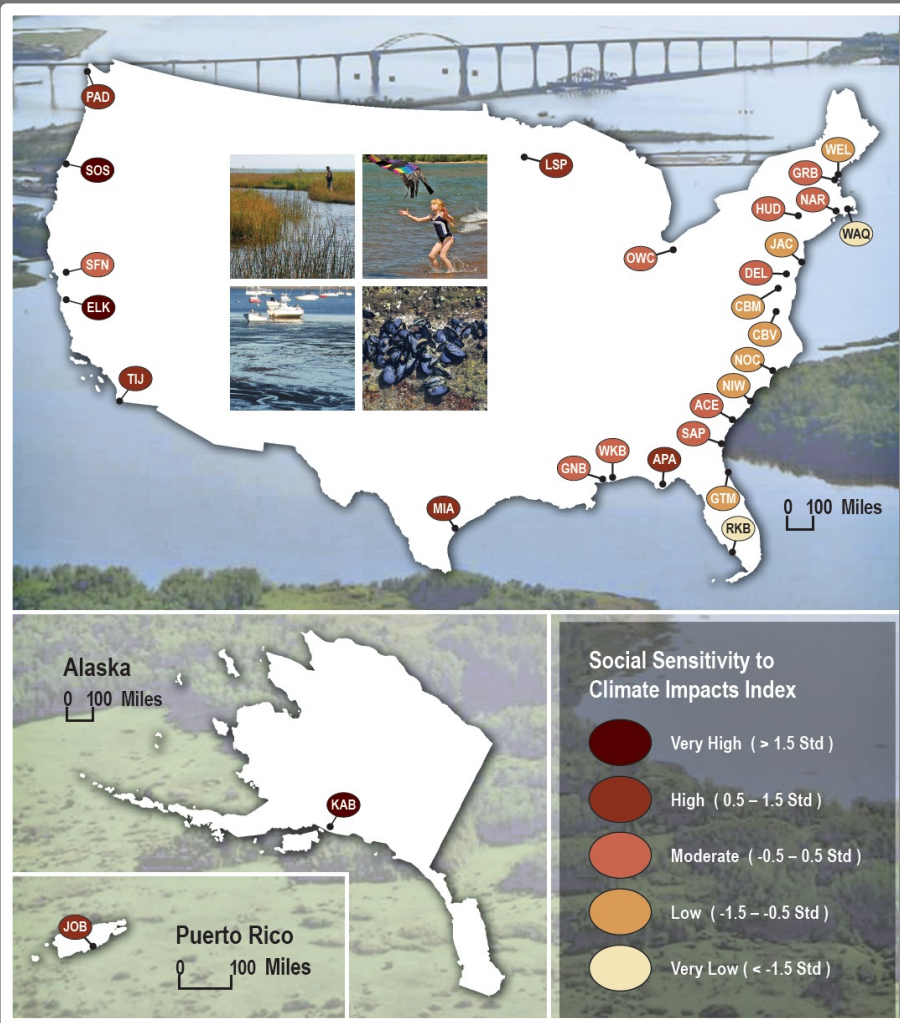 PAD
SOS
SFN
ELK
TIJ
LSP
OWC
WEL
GRB
NAR
HUD
WAQ
JAC
DEL
CBM
CBV
NOC
NIW
ACE
SAP
WKB
GNB
APA
MIA
GTM
RKB
0 100 Miles
Alaska
0 100 Miles
KAB
JOB
Puerto Rico
0 100 Miles
Social Sensitivity to
Climate Impacts Index
Very High ( > 1.5 Std )
High ( 0.5 – 1.5 Std )
Moderate ( -0.5 – 0.5 Std )
Low ( -1.5 – -0.5 Std )
Very Low ( < -1.5 Std )